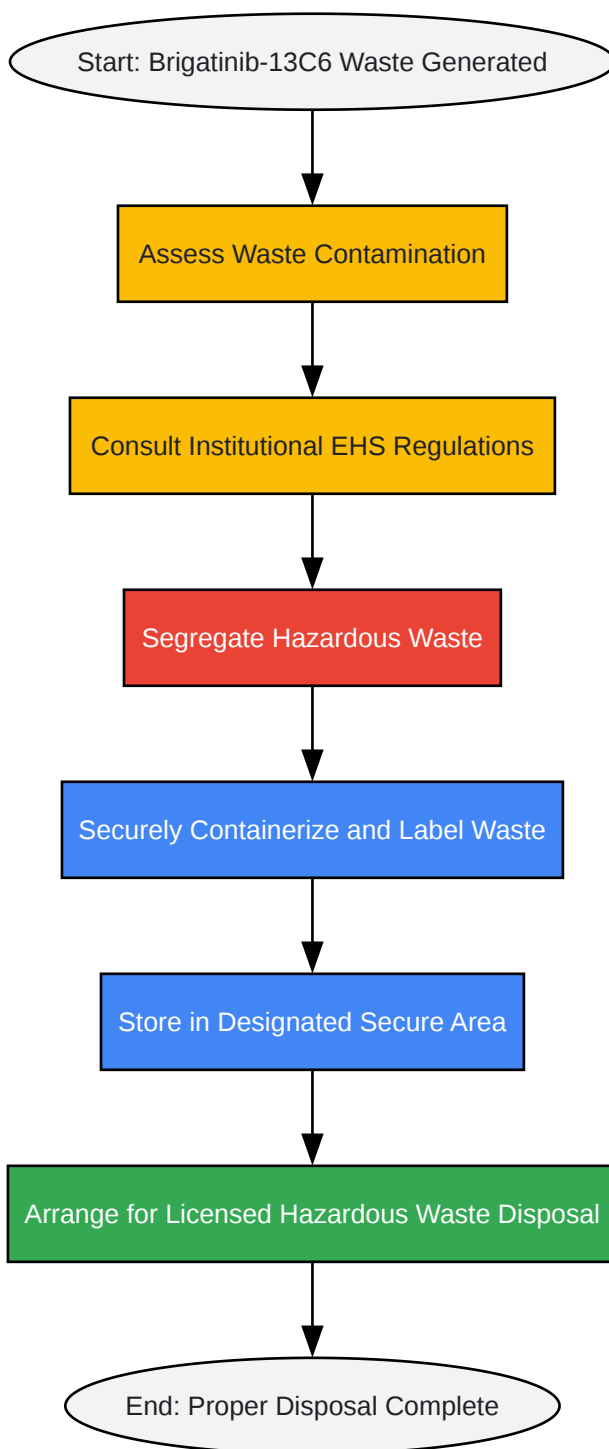 Start: Brigatinib-13C6 Waste Generated
Assess Waste Contamination
Consult Institutional EHS Regulations
Segregate Hazardous Waste
Securely Containerize and Label Waste
Store in Designated Secure Area
Arrange for Licensed Hazardous Waste Disposal
End: Proper Disposal Complete